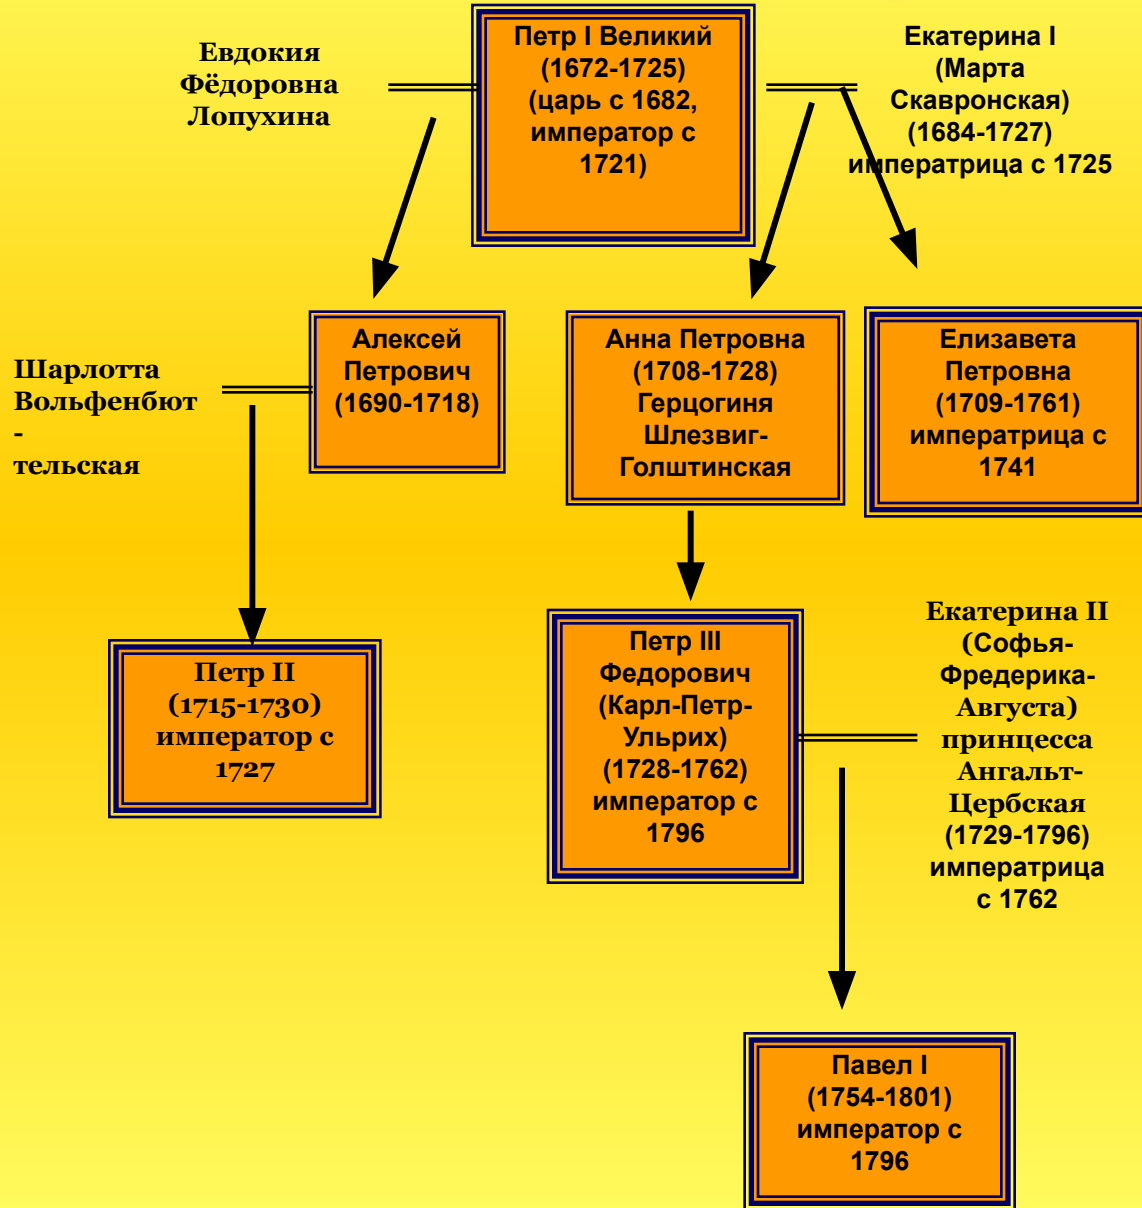 Евдокия
Фёдоровна
Лопухина
Петр I Великий
(1672-1725)
(царь с 1682,
император с
1721)
Екатерина I
(Марта
Скавронская)
(1684-1727)
императрица с 1725
Шарлотта
Вольфенбют
-
тельская
Алексей
Петрович
(1690-1718)
Анна Петровна
(1708-1728)
Герцогиня
Шлезвиг-
Голштинская
Елизавета
Петровна
(1709-1761)
императрица с
1741
Петр II
(1715-1730)
император с
1727
Петр III
Федорович
(Карл-Петр-
Ульрих)
(1728-1762)
император с
1796
Екатерина II
(Софья-
Фредерика-
Августа)
принцесса
Ангальт-
Цербская
(1729-1796)
императрица
с 1762
Павел I
(1754-1801)
император с
1796